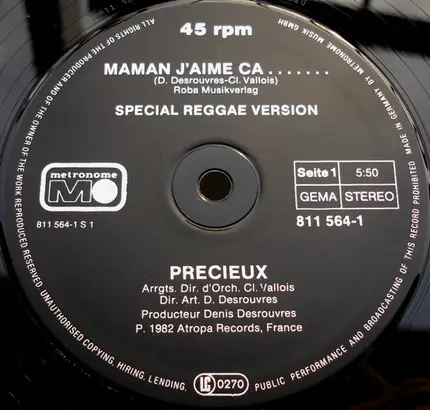 45 rpm
MAMAN J'AIME CA.......
(D. Desrouvres-Cl. Vallois)
Roba Musikverlag
SPECIAL REGGAE VERSION
metronome
MO
811 564-1 S 1
Seite 1 5:50
GEMA STEREO
811 564-1
PRECIEUX
Arrgts. Dir. d'Orch. Cl. Vallois
Dir. Art. D. Desrouvres
Producteur Denis Desrouvres
P. 1982 Atropa Records, France
ALL RIGHTS OF THE PRODUCER AND OF THE OWNER OF THE WORK REPRODUCED RESERVED. UNAUTHORISED COPYING, HIRING, LENDING, LC 0270 PUBLIC PERFORMANCE AND BROADCASTING OF THIS RECORD PROHIBITED. MADE IN GERMANY BY METRONOME MUSIK GMBH